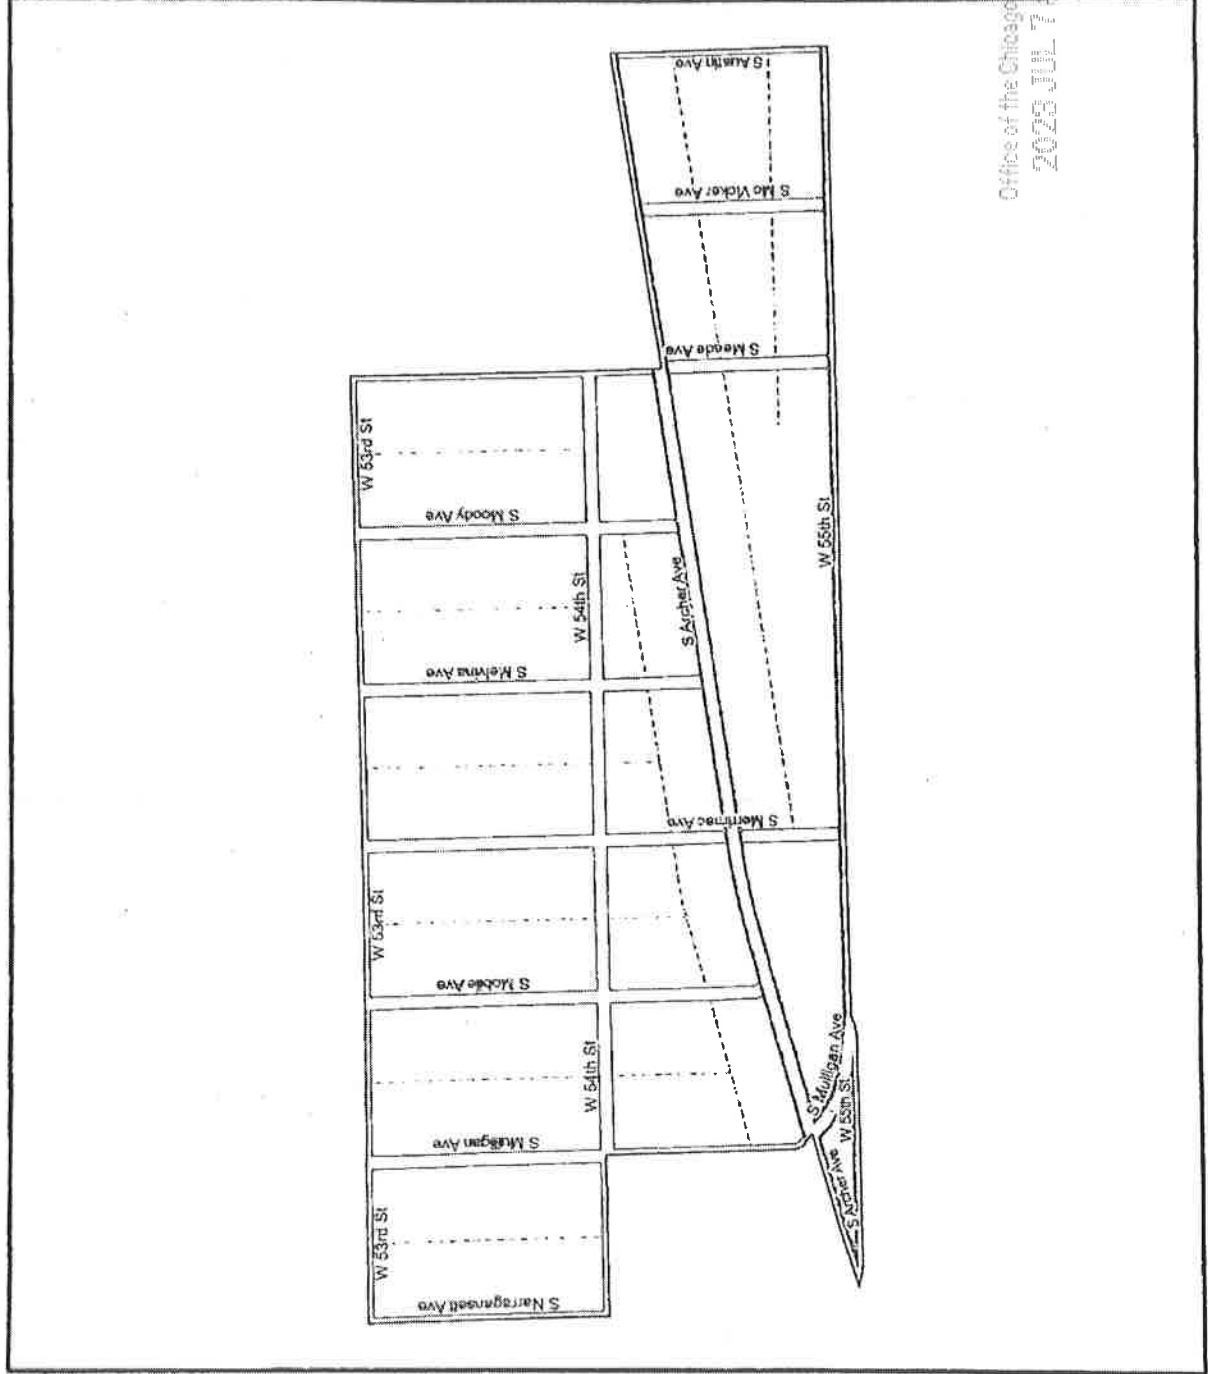 Office of the Chicago
2023 JUL 7
S Austin Ave
S Mc Vicker Ave
S Meade Ave
W 53rd St
S Moody Ave
W 54th St
S Archer Ave
W 55th St
S Melvina Ave
S Merrimac Ave
W 53rd St
S Mobile Ave
W 54th St
S Mulligan Ave
W 55th St
S Archer Ave
S Mulligan Ave
W 53rd St
S Narragansett Ave